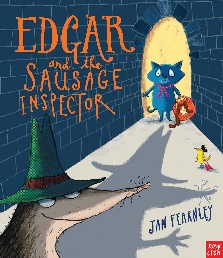 EDGAR
and the
SAUSAGE
INSPECTOR
JAN FEARNLEY
nosy
crow